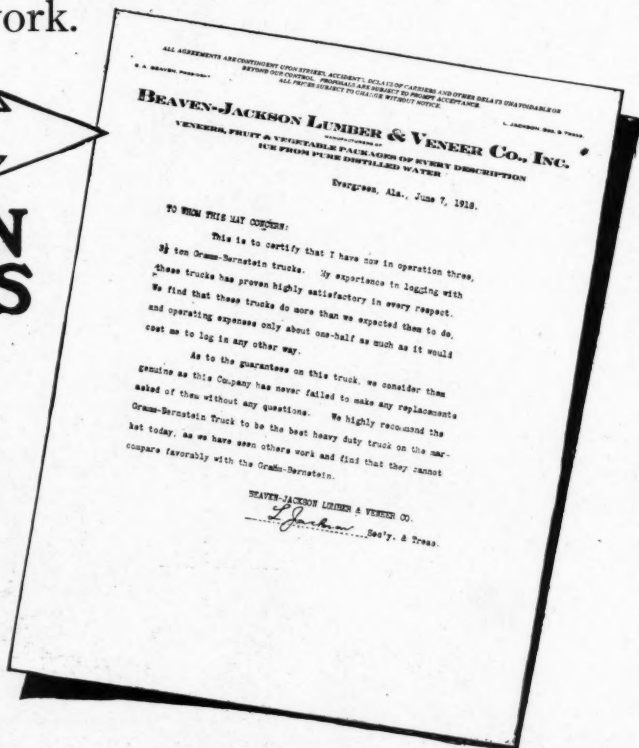 ork.
N
S
ALL AGREEMENTS ARE CONTINGENT UPON STRIKES, ACCIDENTS, DELAYS OF CARRIERS AND OTHER DELAYS UNAVOIDABLE OR
BEYOND OUR CONTROL. PROPOSALS ARE SUBJECT TO PROMPT ACCEPTANCE.
ALL PRICES SUBJECT TO CHANGE WITHOUT NOTICE.
BEAVEN, PRESIDENT
L. JACKSON, SEC. & TREAS.
BEAVEN-JACKSON LUMBER & VENEER CO., INC.
MANUFACTURERS OF
VENEERS, FRUIT & VEGETABLE PACKAGES OF EVERY DESCRIPTION
ICE FROM PURE DISTILLED WATER
Evergreen, Ala., June 7, 1918.
TO WHOM THIS MAY CONCERN:
This is to certify that I have now in operation three,
3½ ton Gramm-Bernstein trucks. My experience in logging with
these trucks has proven highly satisfactory in every respect.
We find that these trucks do more than we expected them to do,
and operating expenses only about one-half as much as it would
cost me to log in any other way.
As to the guarantees on this truck, we consider them
genuine as this Company has never failed to make any replacements
asked of them without any questions. We highly recommend the
Gramm-Bernstein Truck to be the best heavy duty truck on the mar-
ket today, as we have seen others work and find that they cannot
compare favorably with the Gramm-Bernstein.
BEAVEN-JACKSON LUMBER & VENEER CO.
L Jackson Sec'y. & Treas.